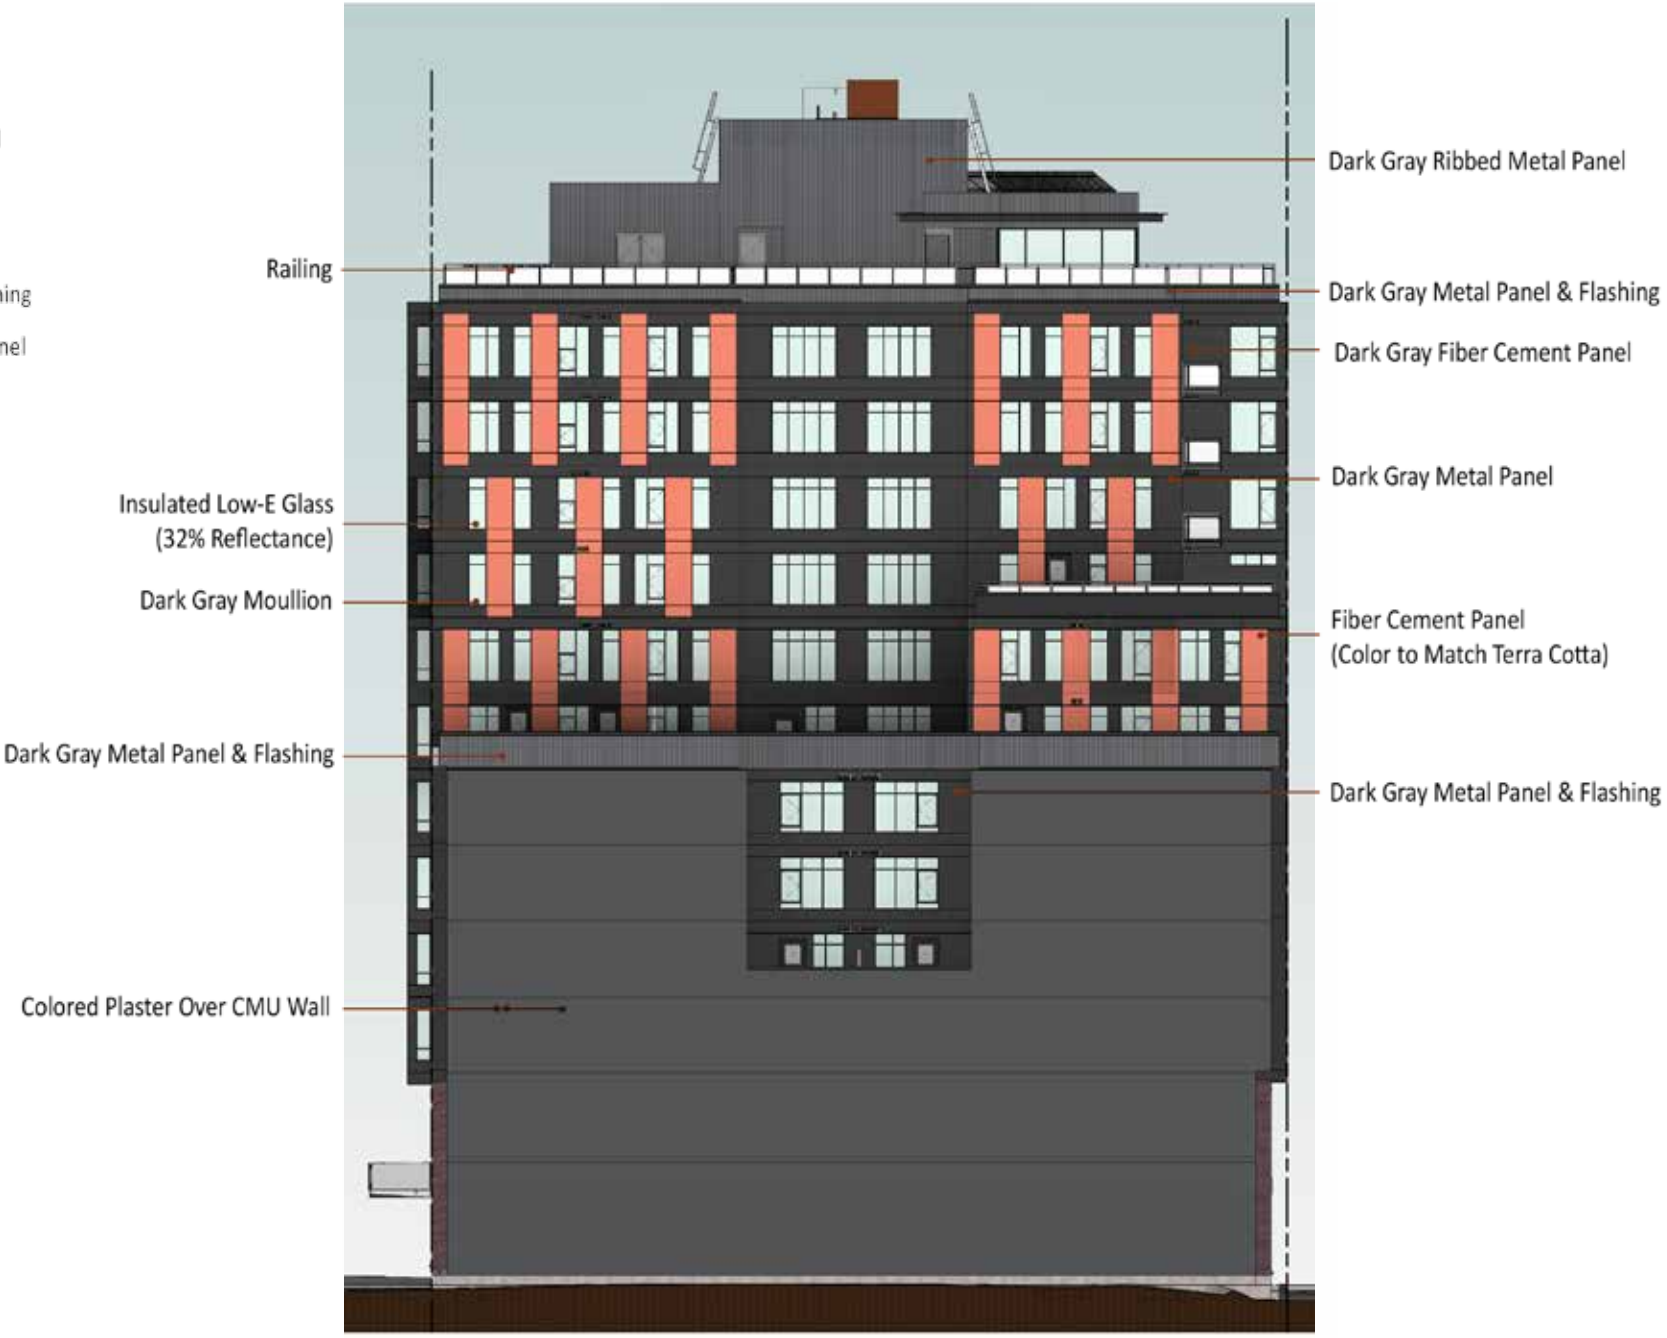 Dark Gray Ribbed Metal Panel
Railing
Dark Gray Metal Panel & Flashing
Dark Gray Fiber Cement Panel
Dark Gray Metal Panel
Insulated Low-E Glass
(32% Reflectance)
Dark Gray Moullion
Fiber Cement Panel
(Color to Match Terra Cotta)
Dark Gray Metal Panel & Flashing
Dark Gray Metal Panel & Flashing
Colored Plaster Over CMU Wall